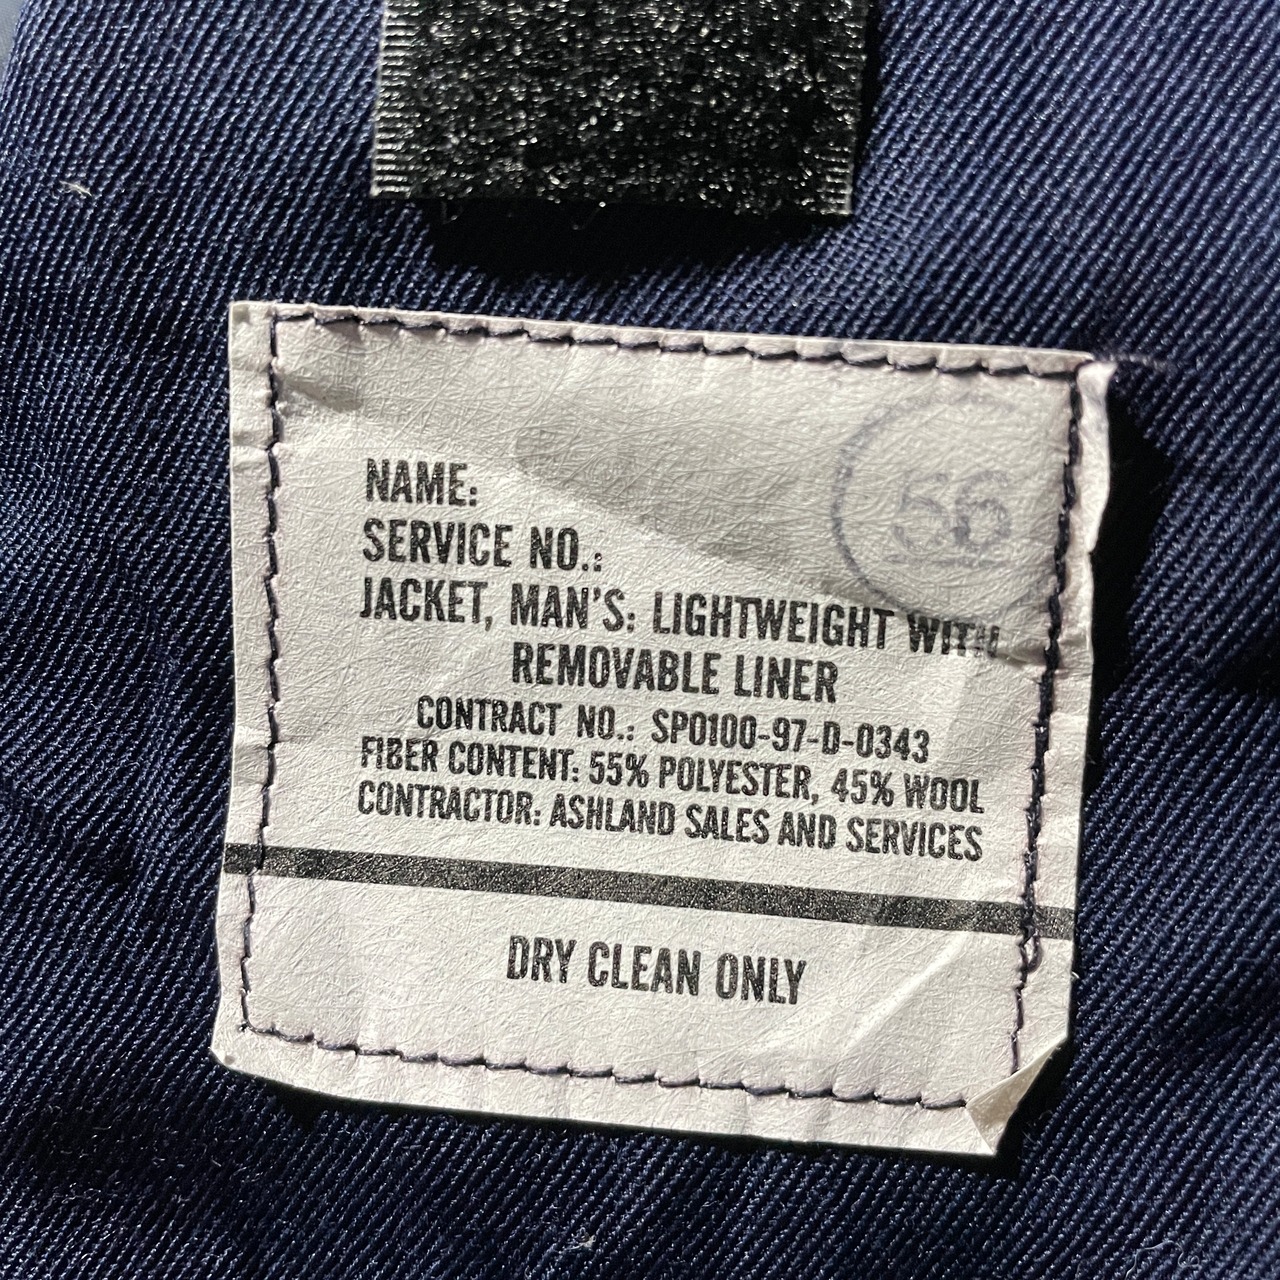 56
NAME:
SERVICE NO.:
JACKET, MAN'S: LIGHTWEIGHT WITH
REMOVABLE LINER
CONTRACT NO.: SP0100-97-D-0343
FIBER CONTENT: 55% POLYESTER, 45% WOOL
CONTRACTOR: ASHLAND SALES AND SERVICES
DRY CLEAN ONLY